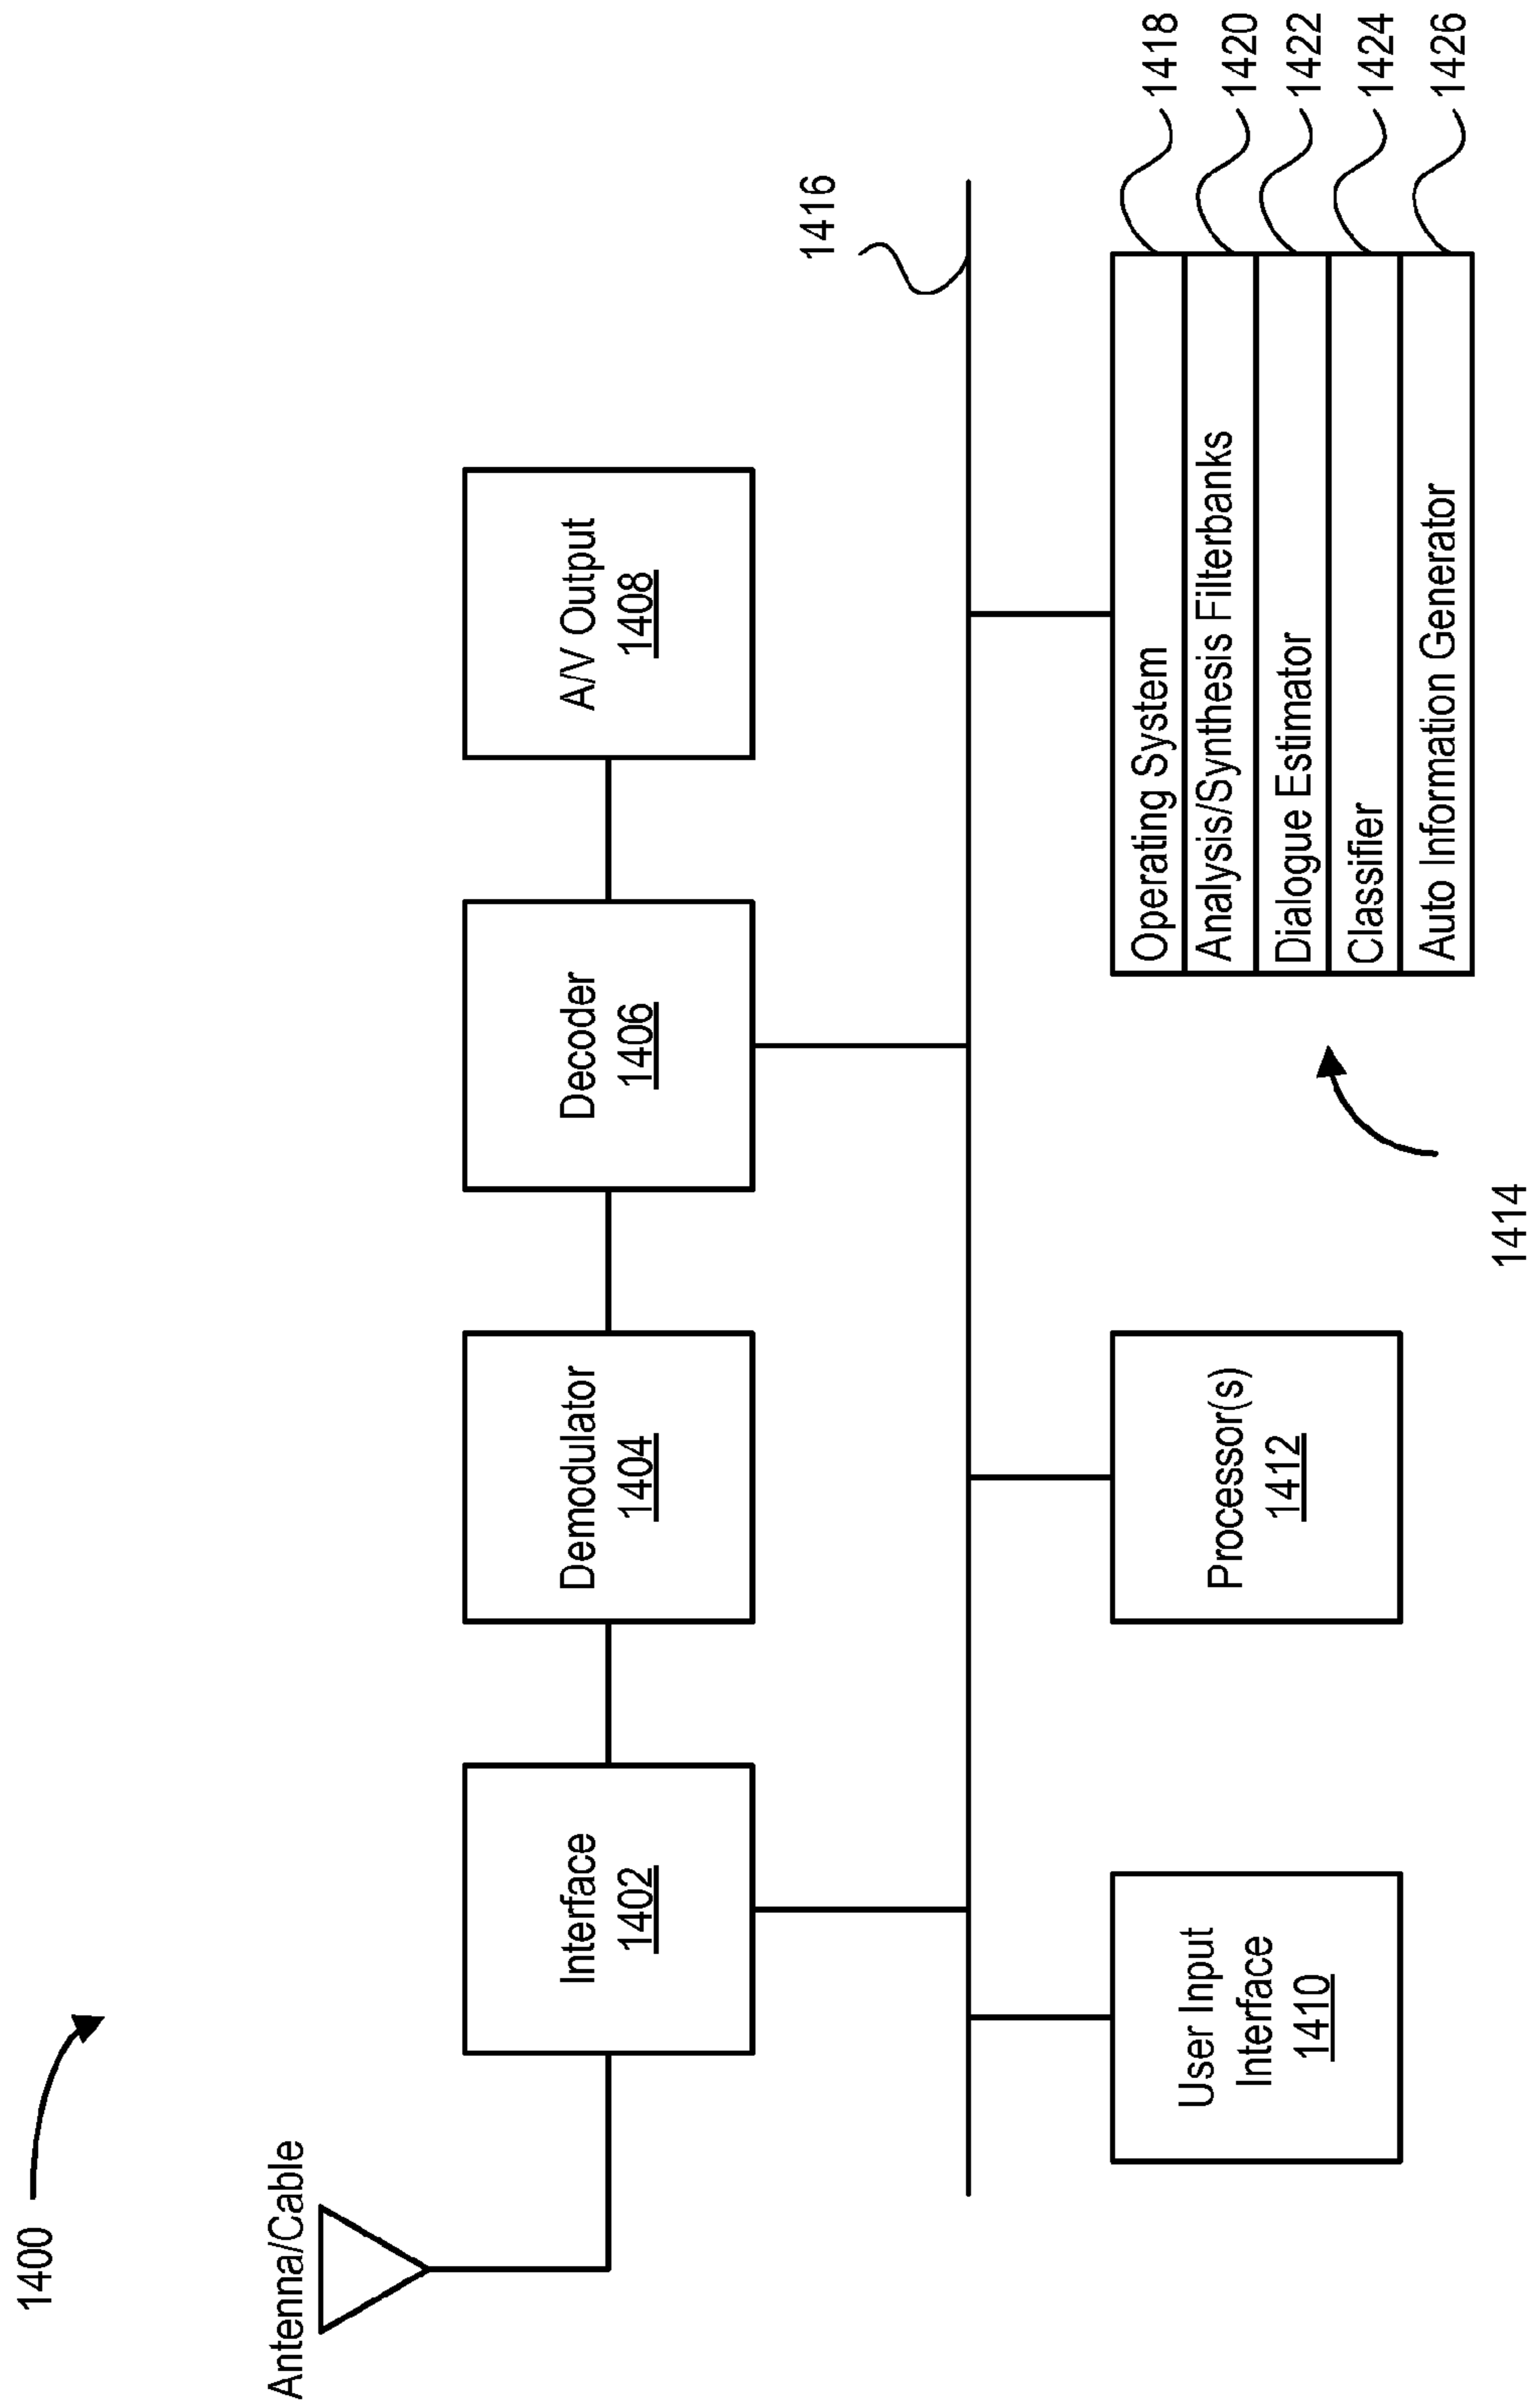 1400
Antenna/Cable
Interface
1402
Demodulator
1404
Decoder
1406
A/V Output
1408
1416
User Input
Interface
1410
Processor(s)
1412
1414
Operating System
1418
Analysis/Synthesis Filterbanks
1420
Dialogue Estimator
1422
Classifier
1424
Auto Information Generator
1426